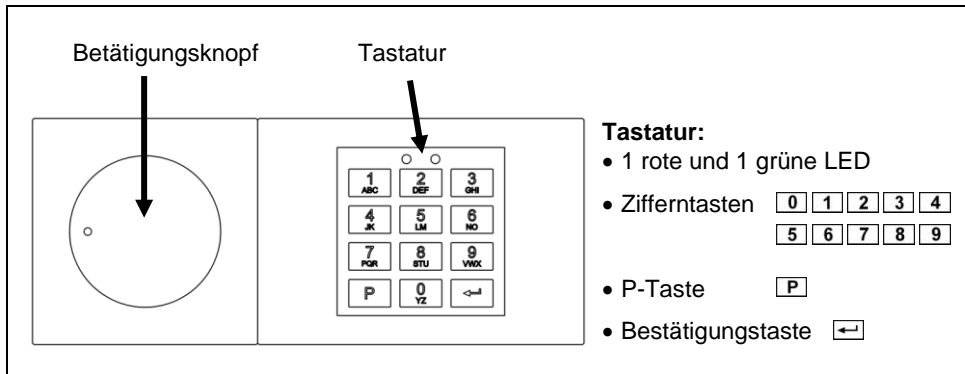 Betätigungsknopf Tastatur
1 2 3
ABC DEF GHI
4 5 6
JK LM NO
7 8 9
PQR STU VWX
P 0
YZ
Tastatur:
• 1 rote und 1 grüne LED
• Zifferntasten 0 1 2 3 4
5 6 7 8 9
• P-Taste P
• Bestätigungstaste